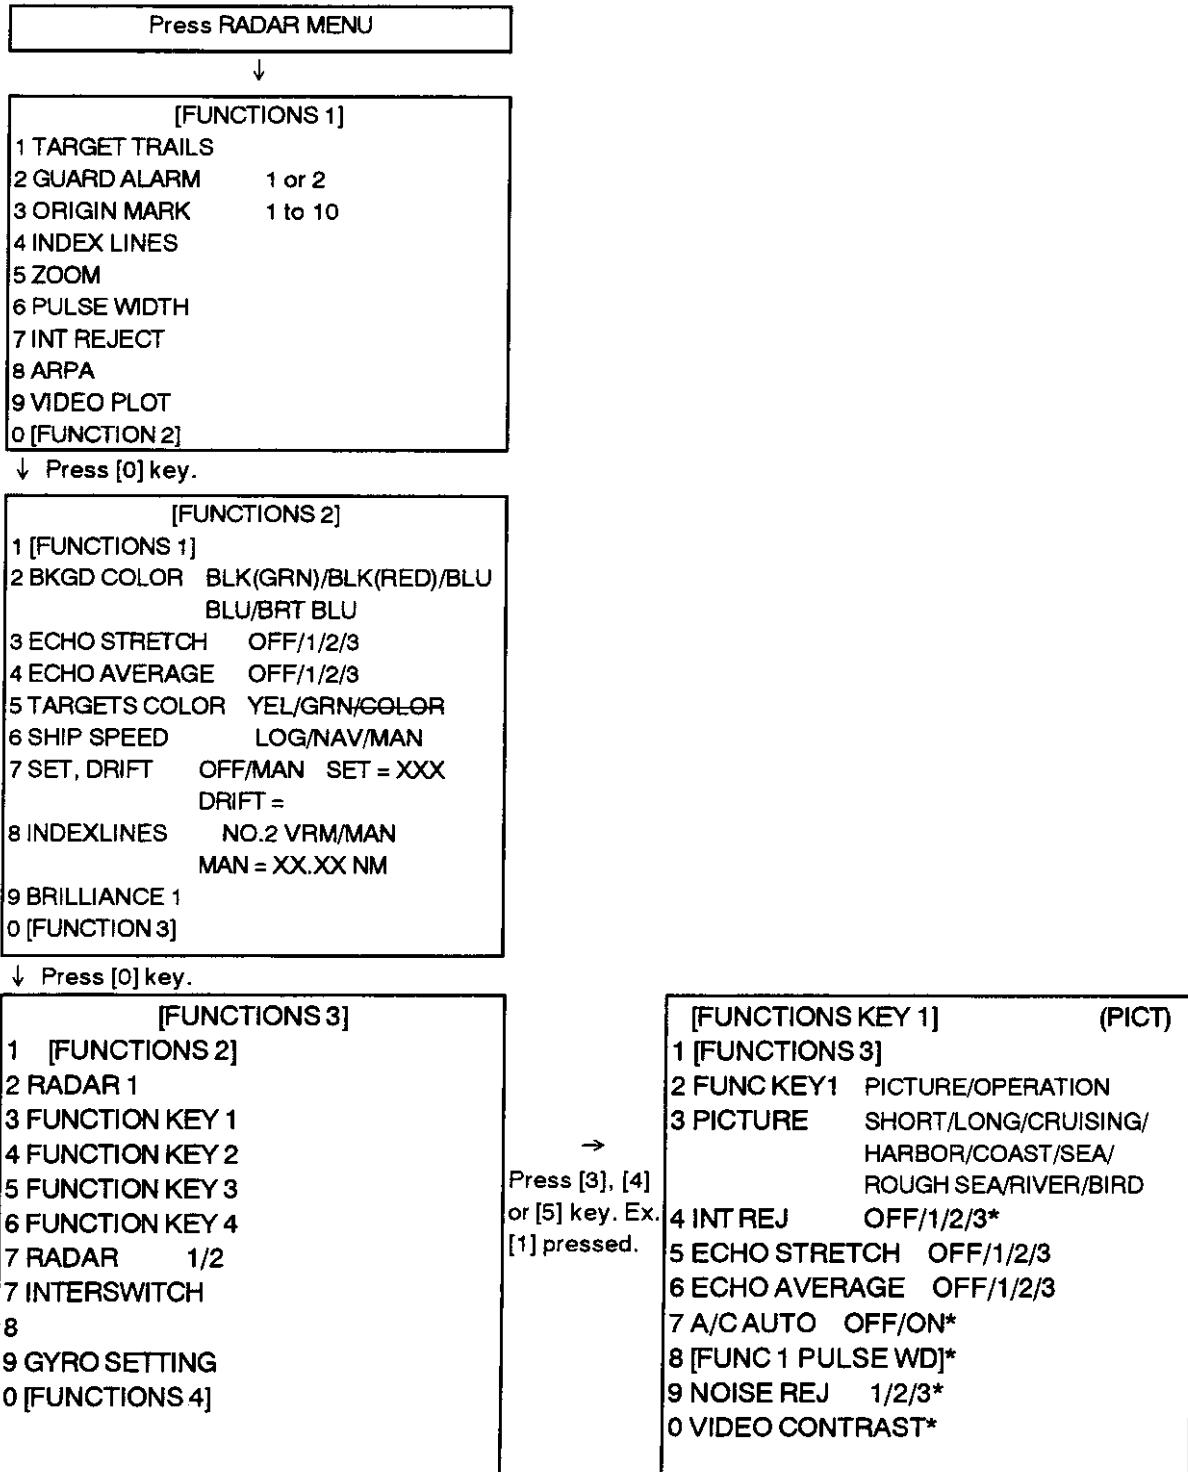 Press RADAR MENU
↓
[FUNCTIONS 1]
1 TARGET TRAILS
2 GUARD ALARM 1 or 2
3 ORIGIN MARK 1 to 10
4 INDEX LINES
5 ZOOM
6 PULSE WIDTH
7 INT REJECT
8 ARPA
9 VIDEO PLOT
0 [FUNCTION 2]
↓ Press [0] key.
[FUNCTIONS 2]
1 [FUNCTIONS 1]
2 BKGD COLOR BLK(GRN)/BLK(RED)/BLU
BLU/BRT BLU
3 ECHO STRETCH OFF/1/2/3
4 ECHO AVERAGE OFF/1/2/3
5 TARGETS COLOR YEL/GRN/COLOR
6 SHIP SPEED LOG/NAV/MAN
7 SET, DRIFT OFF/MAN SET = XXX
DRIFT =
8 INDEXLINES NO.2 VRM/MAN
MAN = XX.XX NM
9 BRILLIANCE 1
0 [FUNCTION 3]
↓ Press [0] key.
[FUNCTIONS 3]
1 [FUNCTIONS 2]
2 RADAR 1
3 FUNCTION KEY 1
4 FUNCTION KEY 2
5 FUNCTION KEY 3
6 FUNCTION KEY 4
7 RADAR 1/2
7 INTERSWITCH
8
9 GYRO SETTING
0 [FUNCTIONS 4]
→
Press [3], [4]
or [5] key. Ex.
[1] pressed.
[FUNCTIONS KEY 1] (PICT)
1 [FUNCTIONS 3]
2 FUNC KEY1 PICTURE/OPERATION
3 PICTURE SHORT/LONG/CRUISING/
HARBOR/COAST/SEA/
ROUGH SEA/RIVER/BIRD
4 INT REJ OFF/1/2/3*
5 ECHO STRETCH OFF/1/2/3
6 ECHO AVERAGE OFF/1/2/3
7 A/C AUTO OFF/ON*
8 [FUNC 1 PULSE WD]*
9 NOISE REJ 1/2/3*
0 VIDEO CONTRAST*